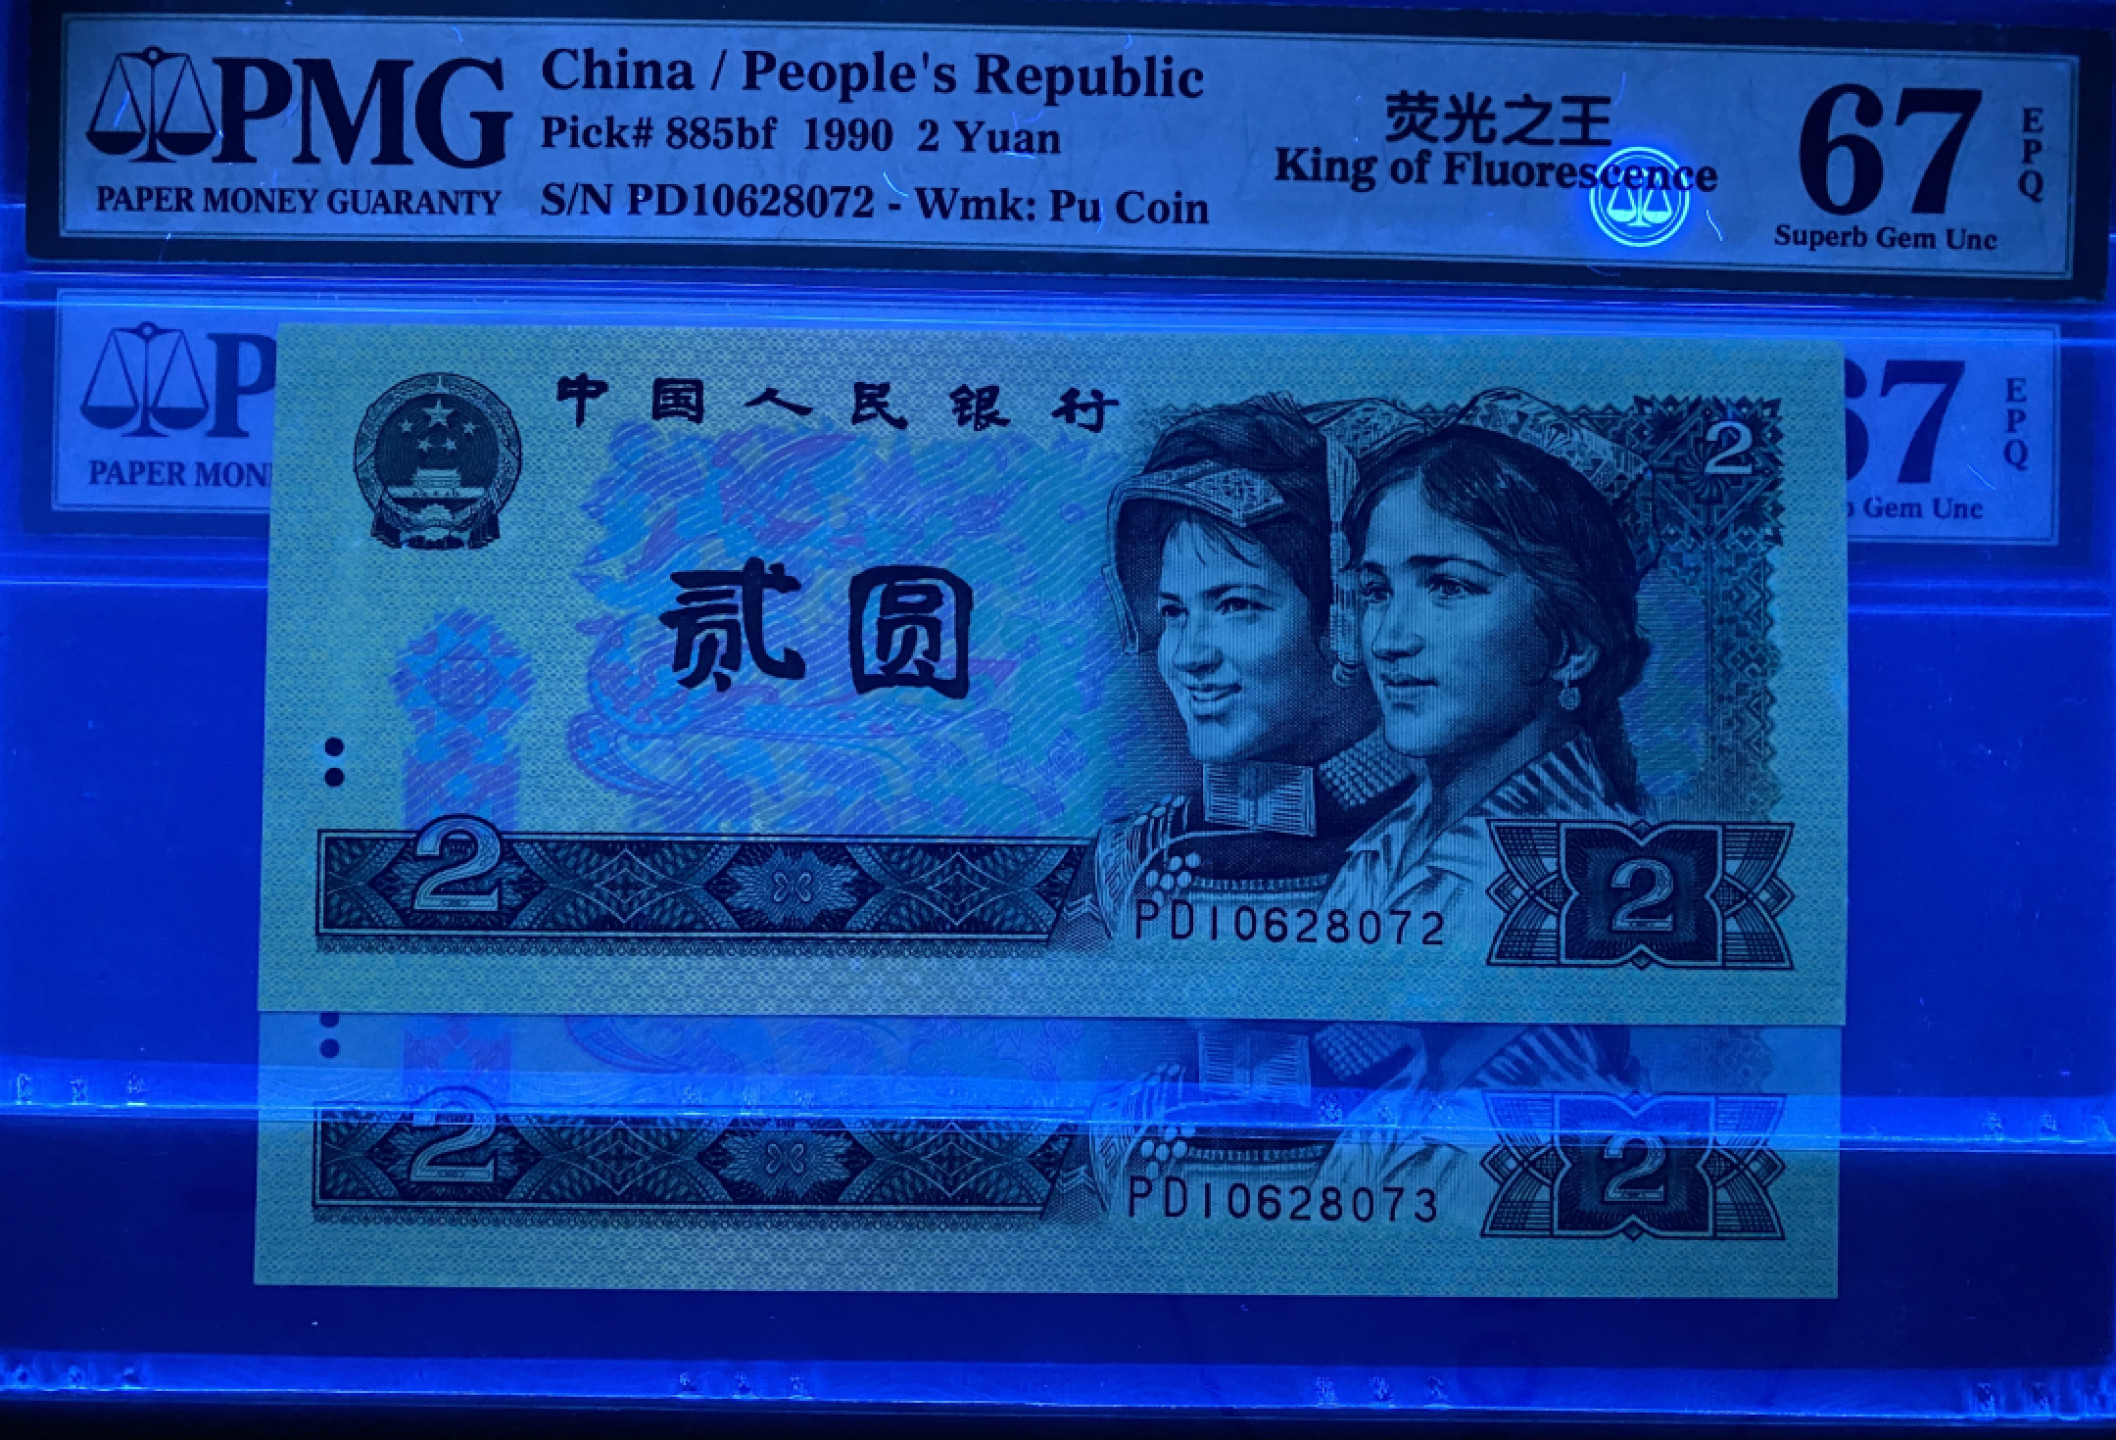 PMG
PAPER MONEY GUARANTY
China / People's Republic
Pick# 885bf 1990 2 Yuan
S/N PD10628072 - Wmk: Pu Coin
荧光之王
King of Fluorescence
67
EPQ
Superb Gem Unc
P
PAPER MON
67
EPQ
Gem Unc
中国人民银行
2
贰圆
2
PD10628072
2
2
PD10628073
2